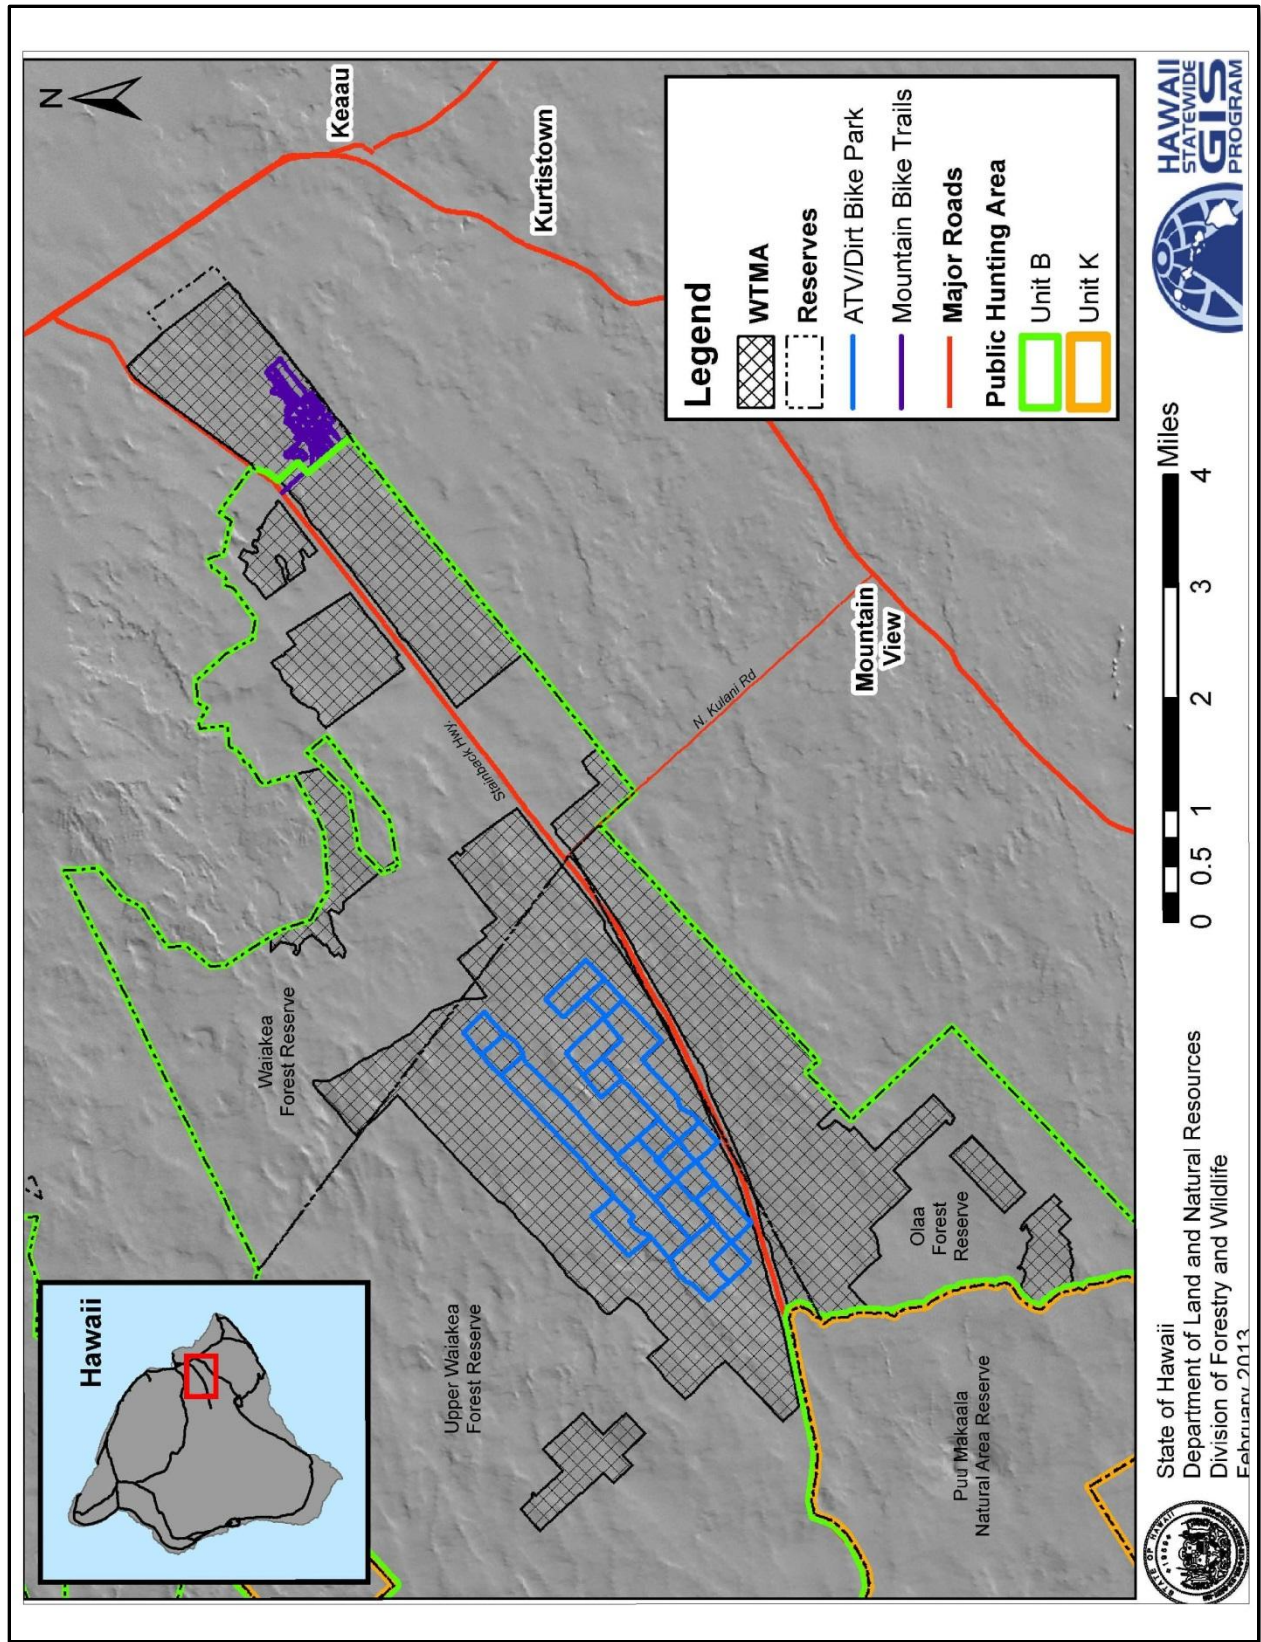 Hawaii
N
Keaau
Kurtistown
Waiakea
Forest Reserve
Stainback Hwy.
Upper Waiakea
Forest Reserve
N. Kulani Rd
Mountain
View
Olaa
Forest
Reserve
Puu Makaala
Natural Area Reserve
Legend
WTMA
Reserves
ATV/Dirt Bike Park
Mountain Bike Trails
Major Roads
Public Hunting Area
Unit B
Unit K
State of Hawaii
Department of Land and Natural Resources
Division of Forestry and Wildlife
February 2013
0 0.5 1 2 3 4
Miles
HAWAII
STATEWIDE
GIS
PROGRAM